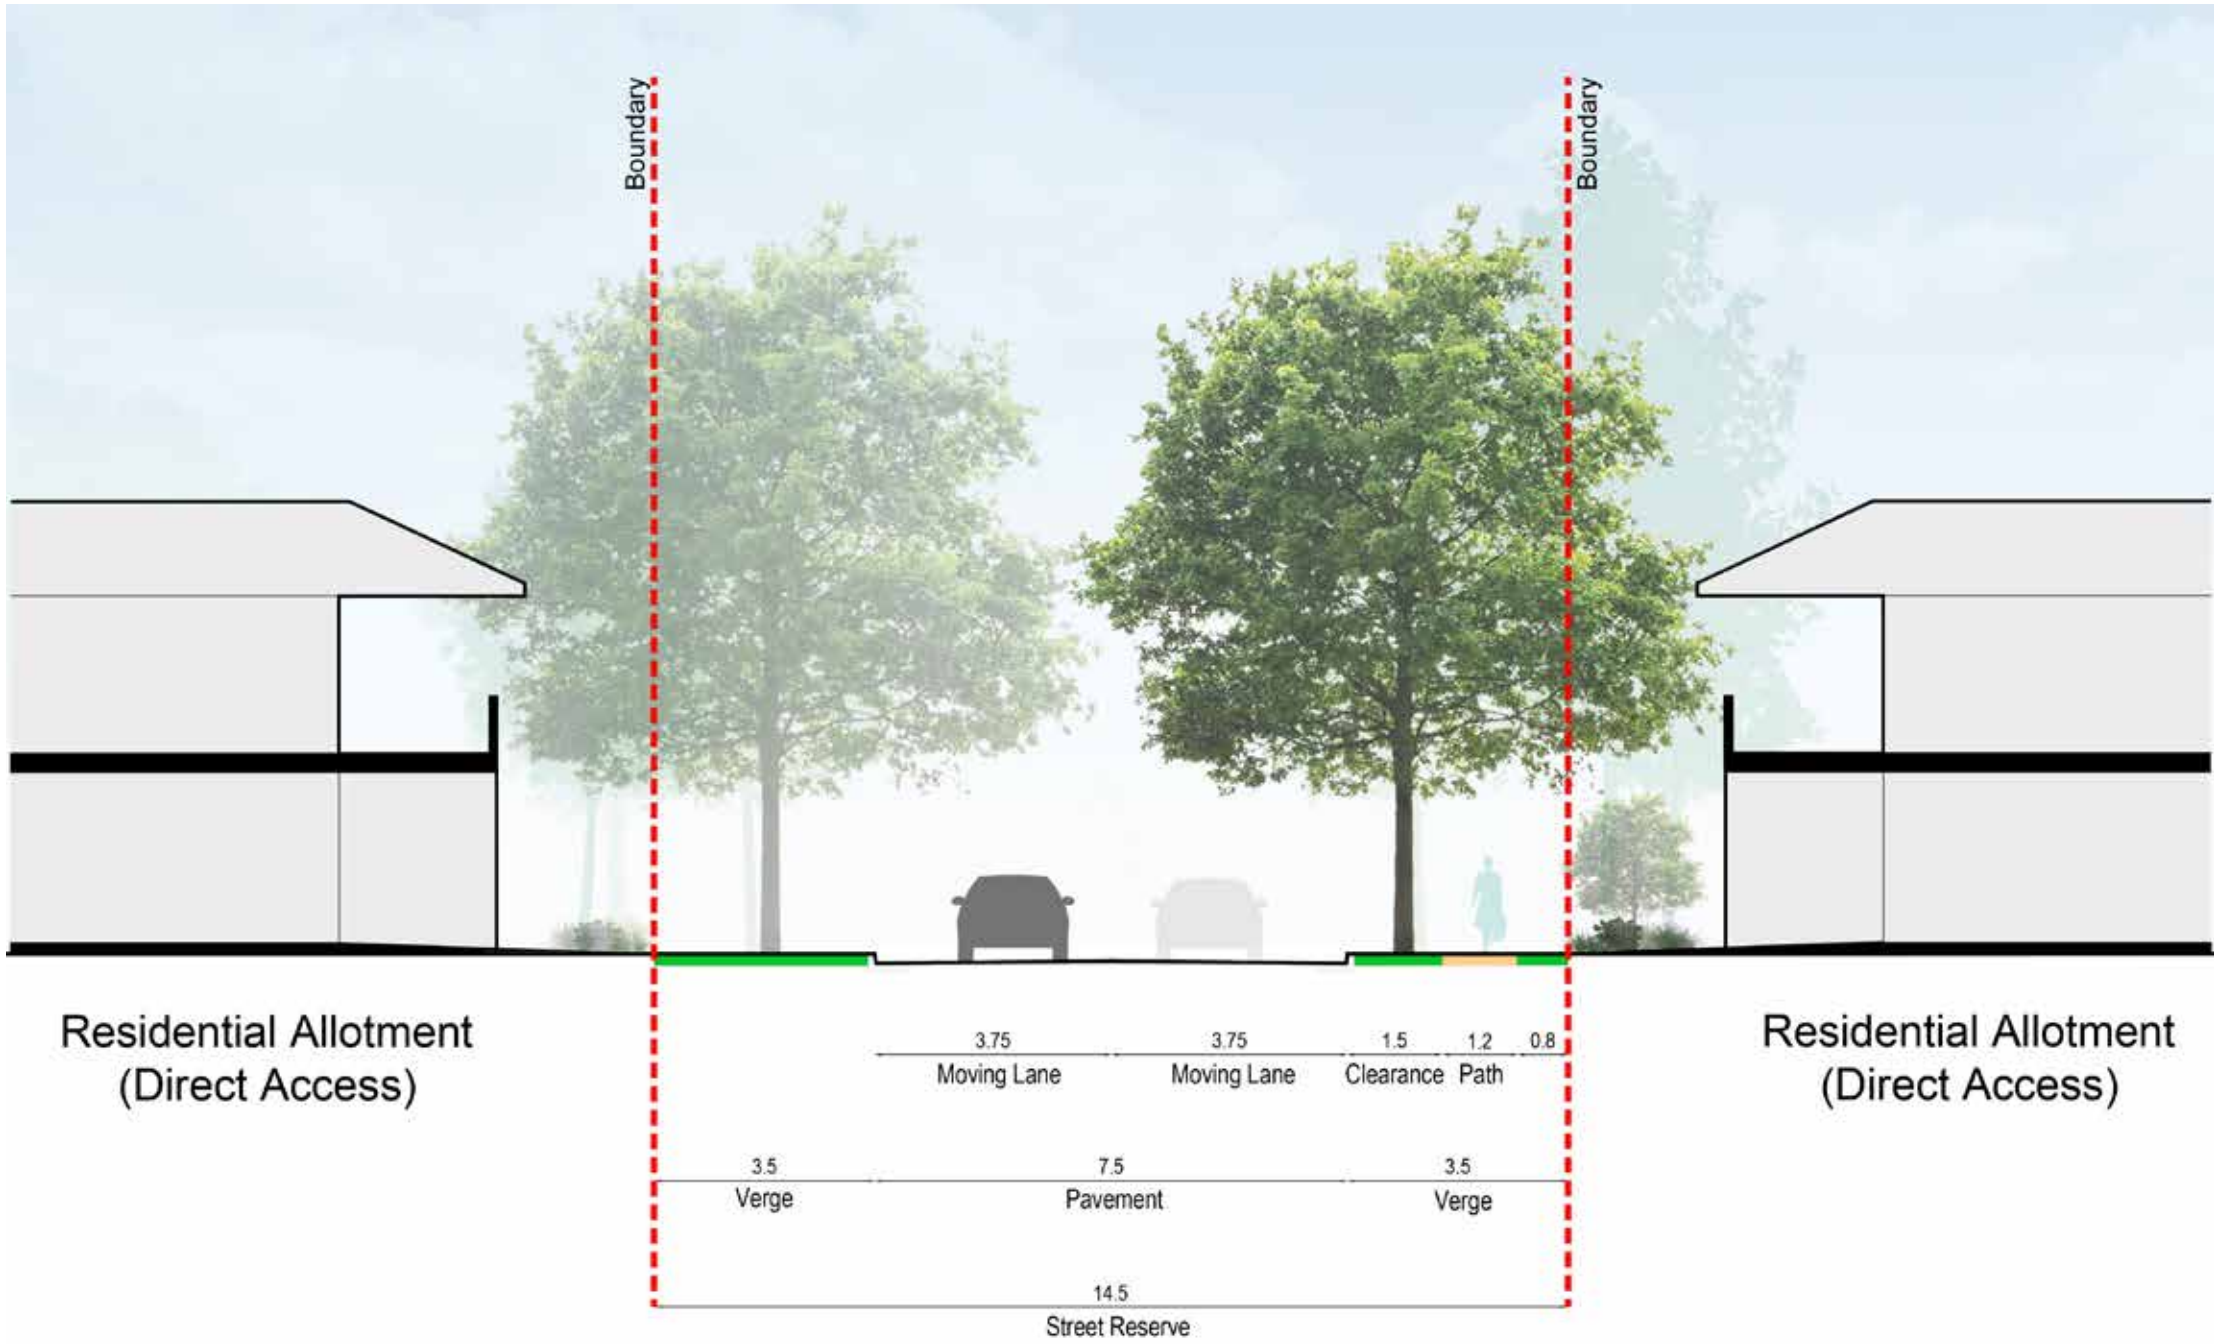 Boundary
Boundary
Residential Allotment
(Direct Access)
Residential Allotment
(Direct Access)
3.75 3.75 1.5 1.2 0.8
Moving Lane Moving Lane Clearance Path
3.5 7.5 3.5
Verge Pavement Verge
14.5
Street Reserve